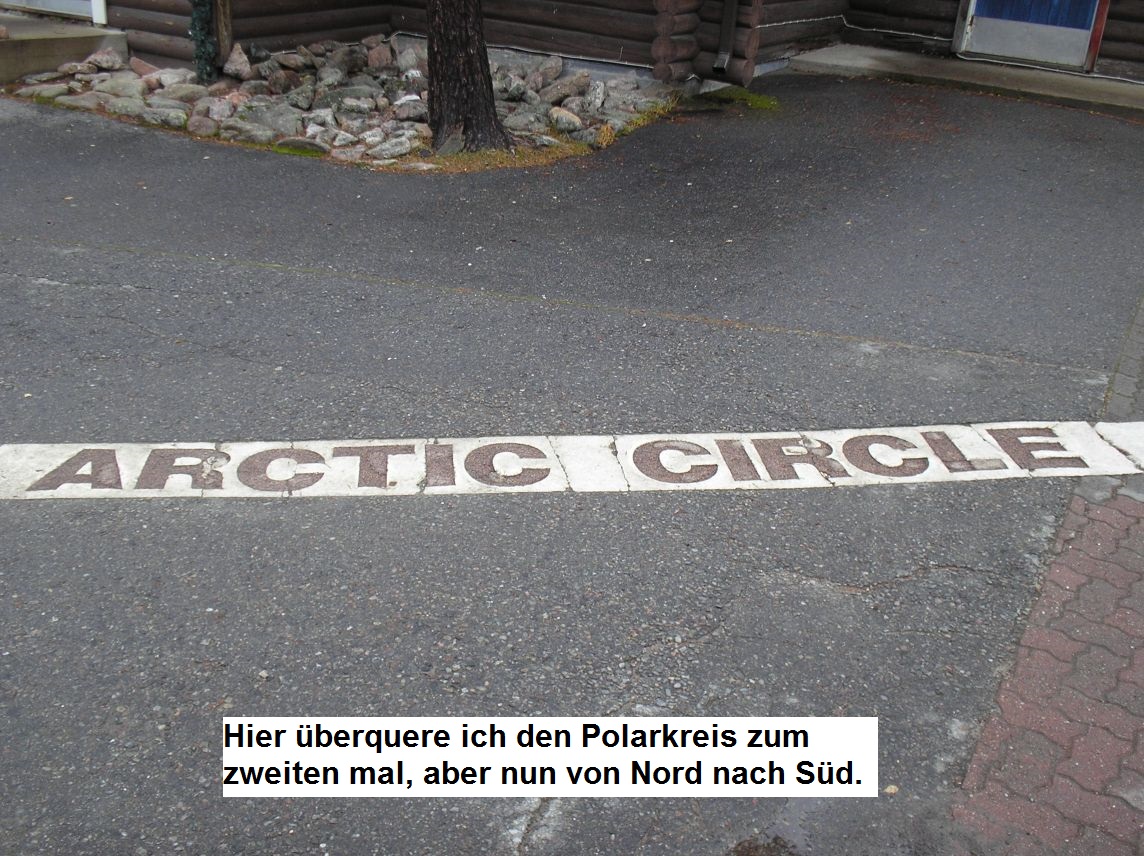 ARCTIC CIRCLE
Hier überquere ich den Polarkreis zum
zweiten mal, aber nun von Nord nach Süd.